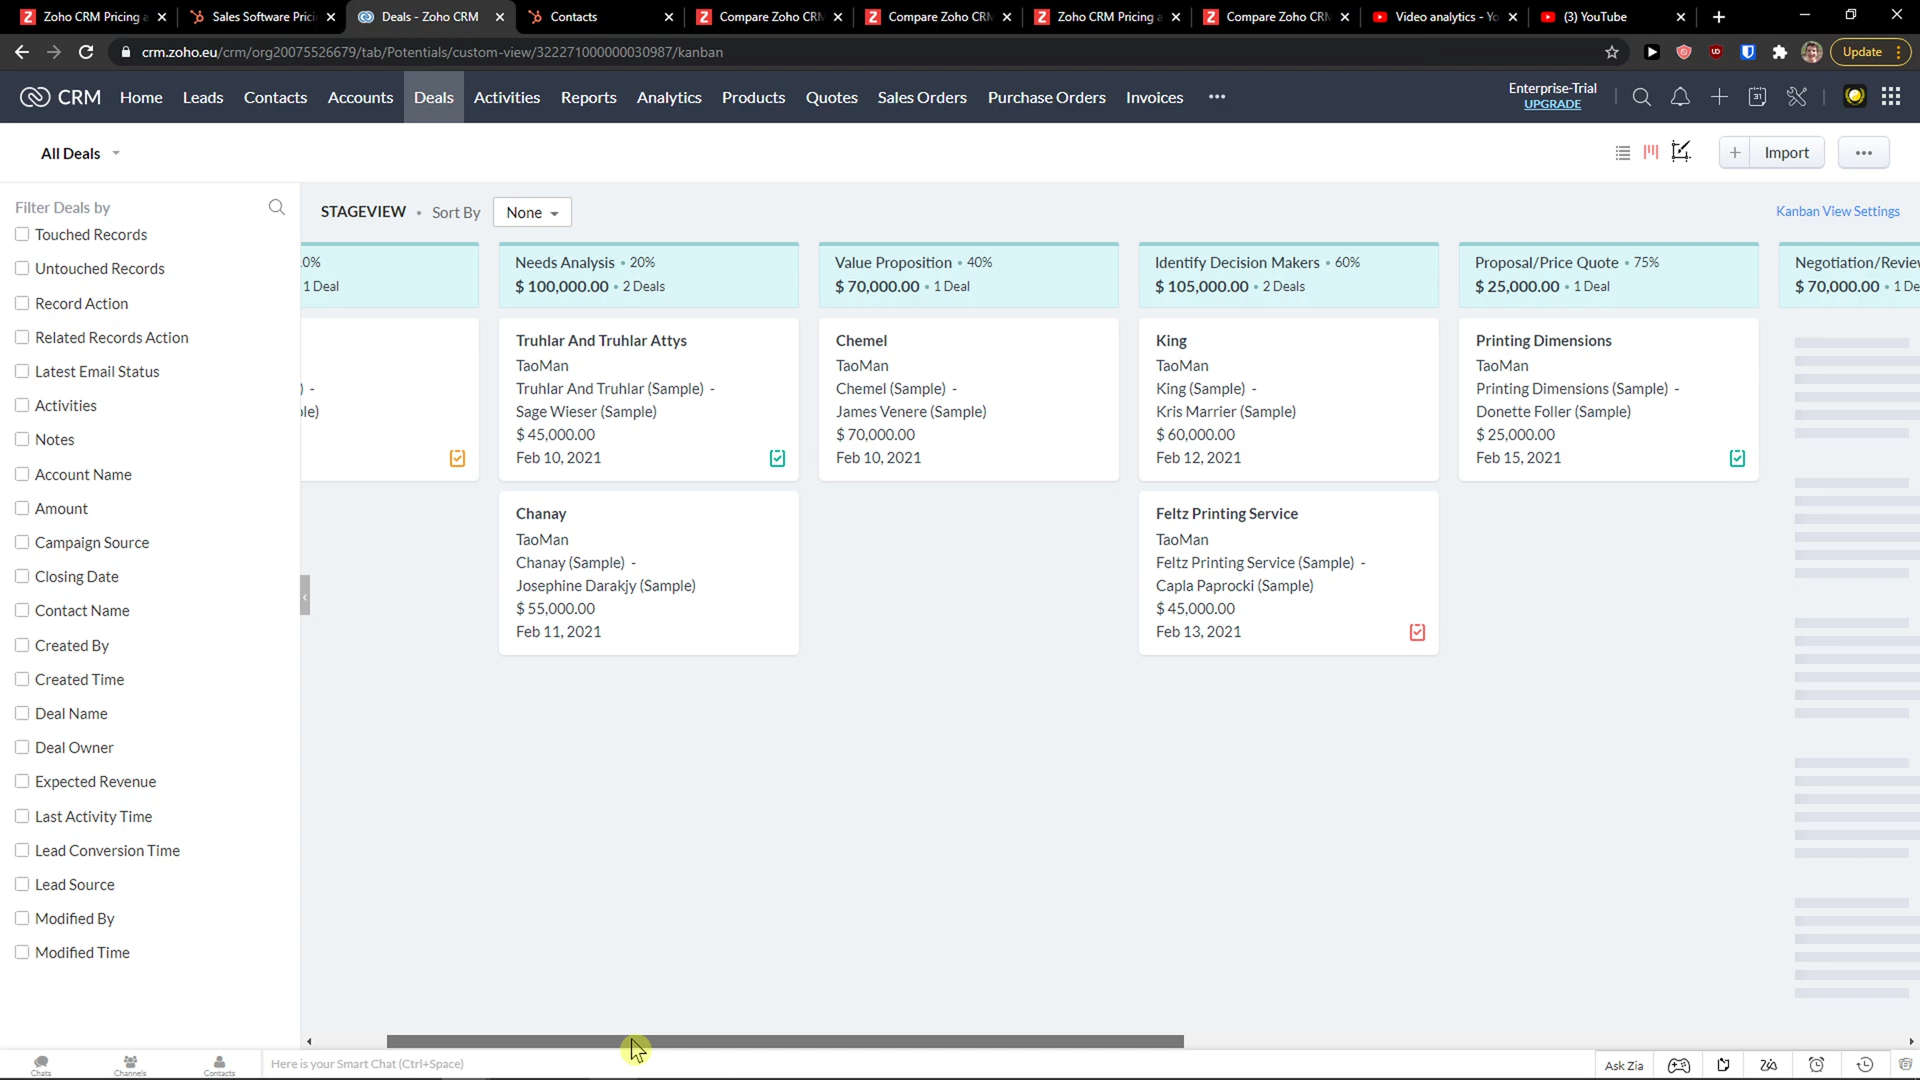 Zoho CRM Pricing a
Sales Software Prici
Deals - Zoho CRM
Contacts
Compare Zoho CRM
Compare Zoho CRM
Zoho CRM Pricing a
Compare Zoho CRM
Video analytics - Yo
(3) YouTube
crm.zoho.eu/crm/org20075526679/tab/Potentials/custom-view/322271000000030987/kanban
Update
CRM Home Leads Contacts Accounts Deals Activities Reports Analytics Products Quotes Sales Orders Purchase Orders Invoices
Enterprise-Trial
UPGRADE
All Deals
Import
Filter Deals by
Touched Records
Untouched Records
Record Action
Related Records Action
Latest Email Status
Activities
Notes
Account Name
Amount
Campaign Source
Closing Date
Contact Name
Created By
Created Time
Deal Name
Deal Owner
Expected Revenue
Last Activity Time
Lead Conversion Time
Lead Source
Modified By
Modified Time
STAGEVIEW • Sort By None
Kanban View Settings
0%
1 Deal
) -
le)
Needs Analysis • 20%
$ 100,000.00 • 2 Deals
Truhlar And Truhlar Attys
TaoMan
Truhlar And Truhlar (Sample) -
Sage Wieser (Sample)
$ 45,000.00
Feb 10, 2021
Chanay
TaoMan
Chanay (Sample) -
Josephine Darakjy (Sample)
$ 55,000.00
Feb 11, 2021
Value Proposition • 40%
$ 70,000.00 • 1 Deal
Chemel
TaoMan
Chemel (Sample) -
James Venere (Sample)
$ 70,000.00
Feb 10, 2021
Identify Decision Makers • 60%
$ 105,000.00 • 2 Deals
King
TaoMan
King (Sample) -
Kris Marrier (Sample)
$ 60,000.00
Feb 12, 2021
Feltz Printing Service
TaoMan
Feltz Printing Service (Sample) -
Capla Paprocki (Sample)
$ 45,000.00
Feb 13, 2021
Proposal/Price Quote • 75%
$ 25,000.00 • 1 Deal
Printing Dimensions
TaoMan
Printing Dimensions (Sample) -
Donette Foller (Sample)
$ 25,000.00
Feb 15, 2021
Negotiation/Review
$ 70,000.00 • 1 De
Chats
Channels
Contacts
Here is your Smart Chat (Ctrl+Space)
Ask Zia